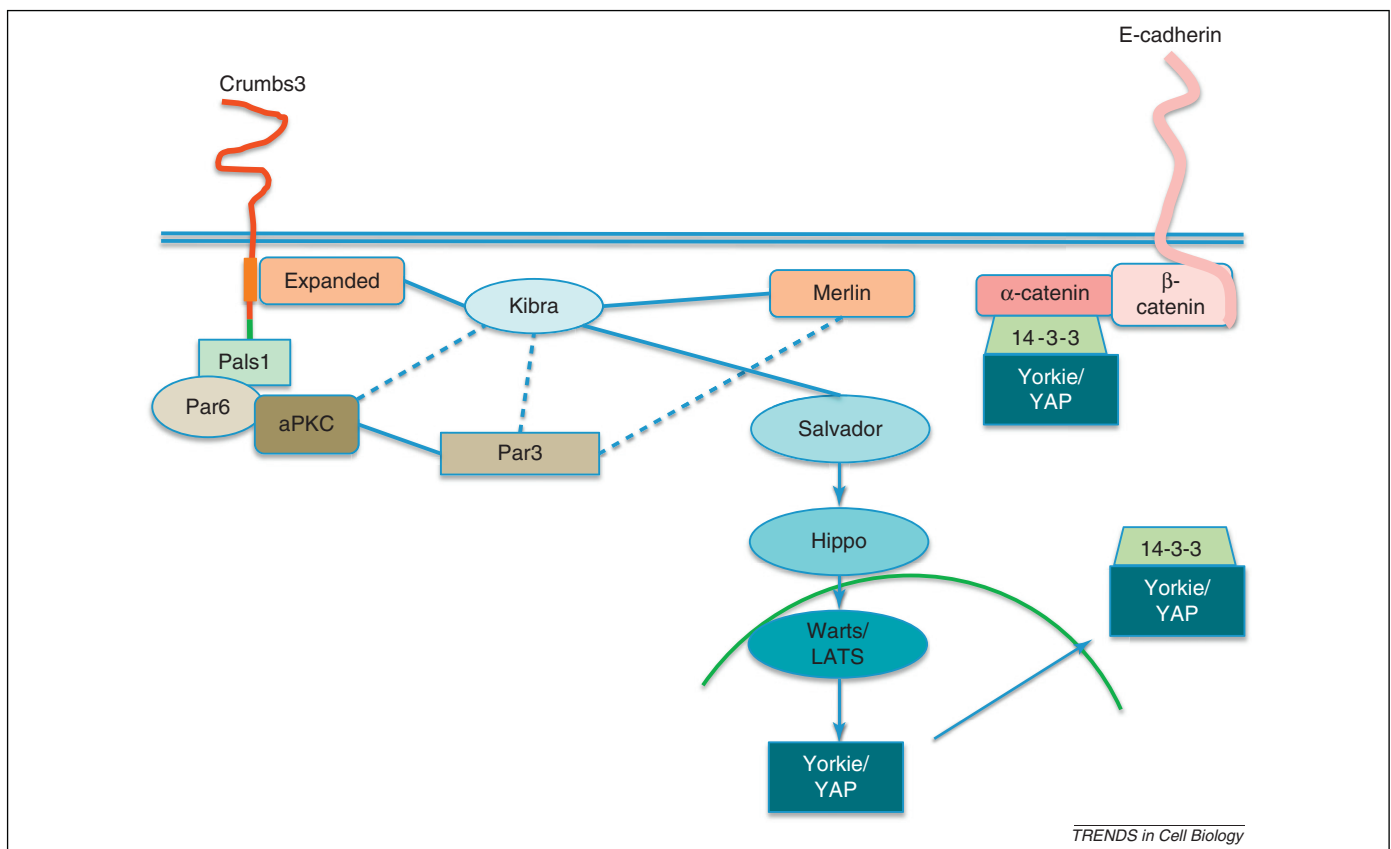 E-cadherin
Crumbs3
Expanded
Kibra
Merlin
α-catenin
β-
catenin
14-3-3
Yorkie/
YAP
Pals1
Par6
aPKC
Par3
Salvador
Hippo
14-3-3
Yorkie/
YAP
Warts/
LATS
Yorkie/
YAP
TRENDS in Cell Biology